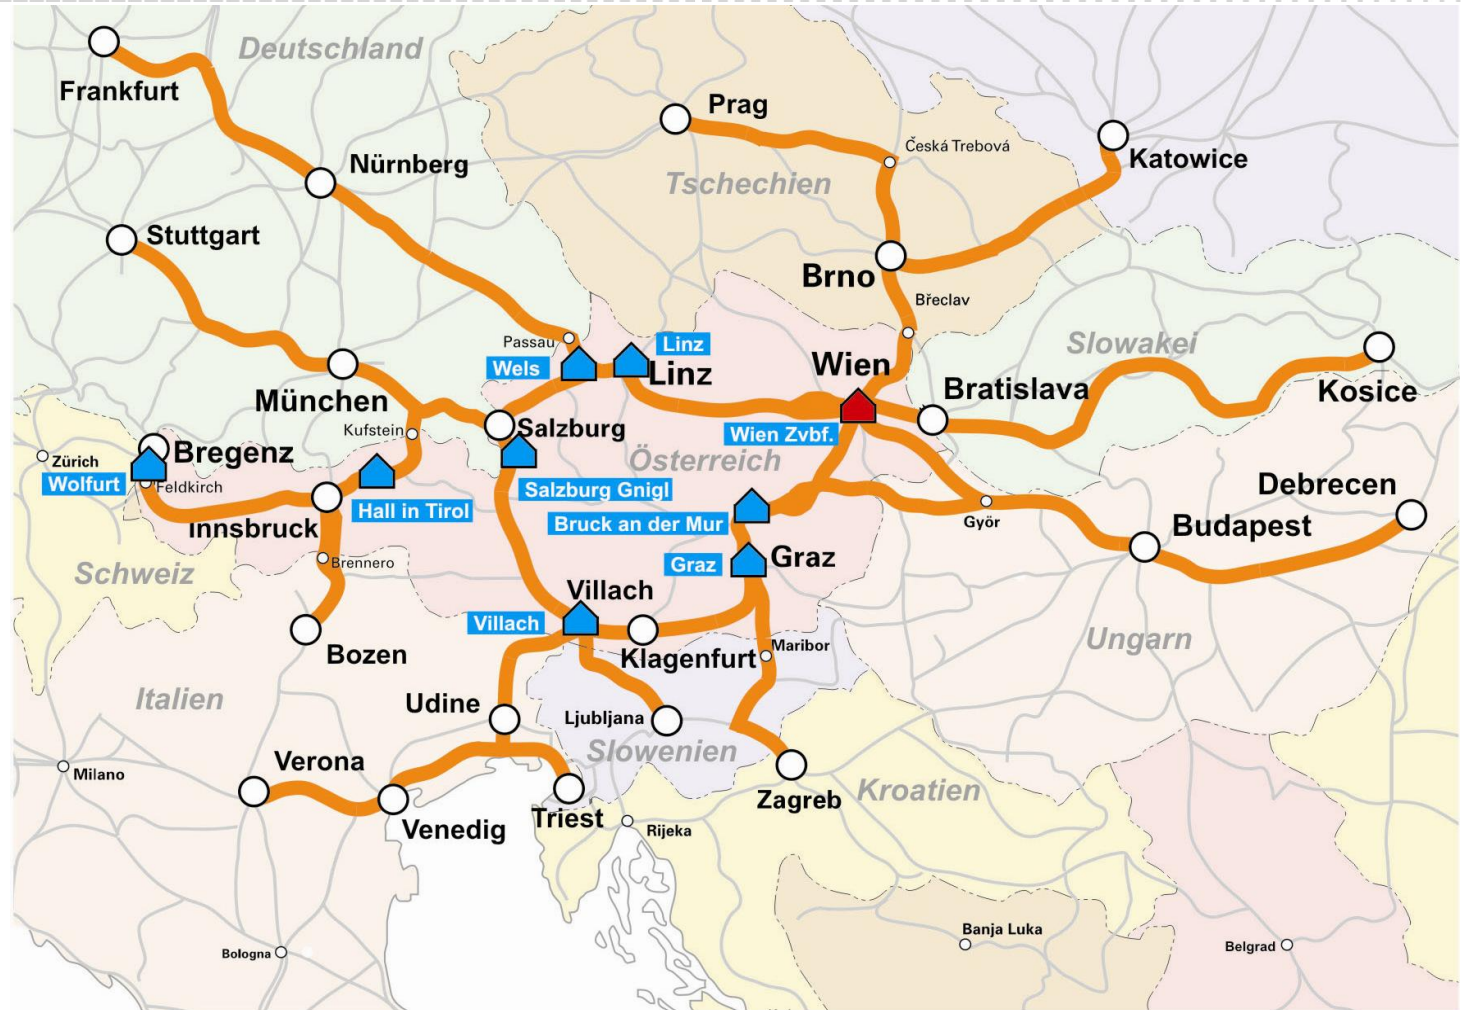 Deutschland
Frankfurt
Prag
Česká Trebová
Katowice
Nürnberg
Tschechien
Stuttgart
Brno
Břeclav
Passau
Linz
Wels
Linz
Wien
Slowakei
München
Bratislava
Kosice
Kufstein
Salzburg
Wien Zvbf.
Zürich
Bregenz
Österreich
Wolfurt
Feldkirch
Salzburg Gnigl
Debrecen
Hall in Tirol
Bruck an der Mur
Györ
Budapest
Innsbruck
Graz
Graz
Brennero
Schweiz
Villach
Villach
Bozen
Klagenfurt
Maribor
Ungarn
Italien
Udine
Ljubljana
Slowenien
Verona
Milano
Zagreb
Kroatien
Venedig
Triest
Rijeka
Banja Luka
Bologna
Belgrad